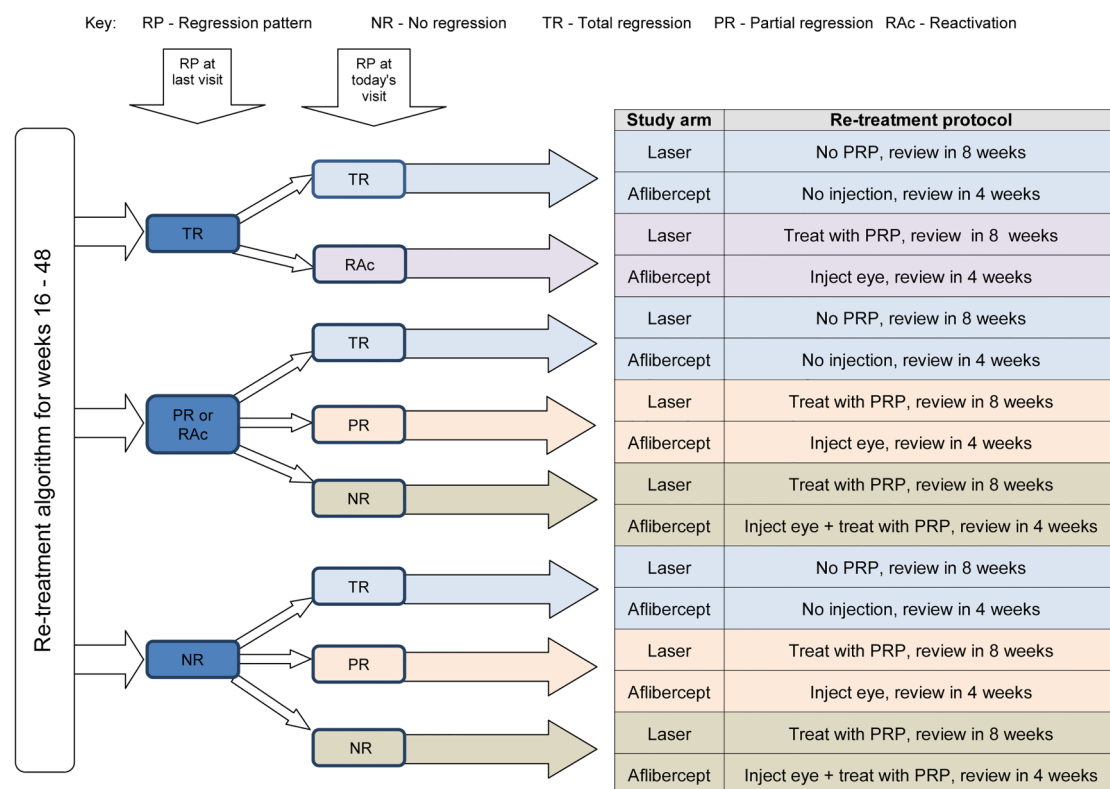 Key: RP - Regression pattern NR - No regression TR - Total regression PR - Partial regression RAc - Reactivation
RP at
last visit
RP at
today's
visit
Re-treatment algorithm for weeks 16 - 48
TR
TR
RAc
PR or
RAc
TR
PR
NR
NR
TR
PR
NR
Study arm Re-treatment protocol
Laser No PRP, review in 8 weeks
Aflibercept No injection, review in 4 weeks
Laser Treat with PRP, review in 8 weeks
Aflibercept Inject eye, review in 4 weeks
Laser No PRP, review in 8 weeks
Aflibercept No injection, review in 4 weeks
Laser Treat with PRP, review in 8 weeks
Aflibercept Inject eye, review in 4 weeks
Laser Treat with PRP, review in 8 weeks
Aflibercept Inject eye + treat with PRP, review in 4 weeks
Laser No PRP, review in 8 weeks
Aflibercept No injection, review in 4 weeks
Laser Treat with PRP, review in 8 weeks
Aflibercept Inject eye, review in 4 weeks
Laser Treat with PRP, review in 8 weeks
Aflibercept Inject eye + treat with PRP, review in 4 weeks